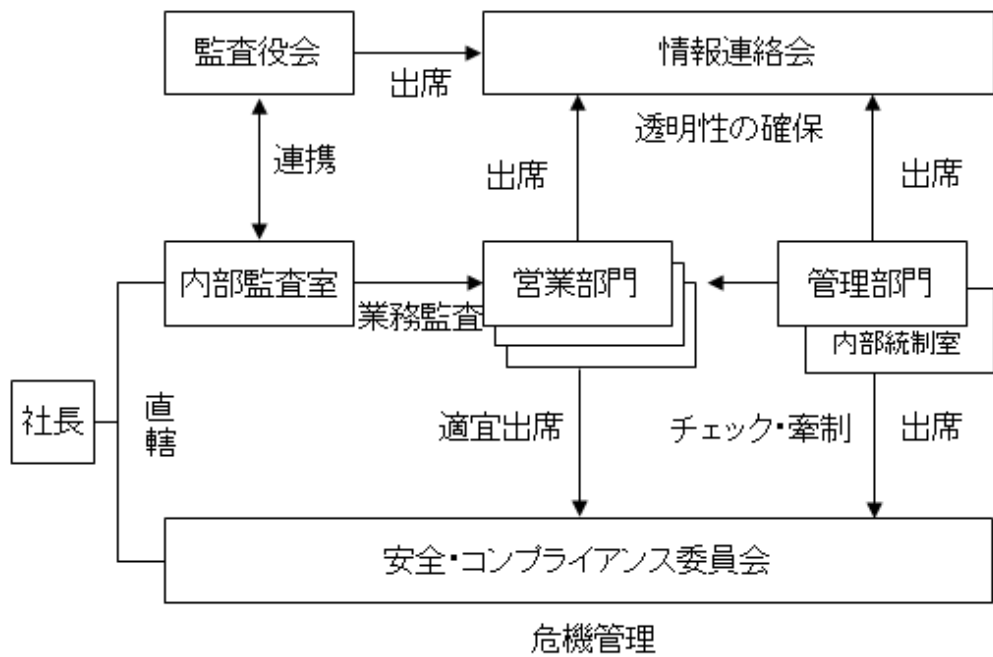 監査役会
情報連絡会
出席
透明性の確保
連携
出席
出席
内部監査室
営業部門
管理部門
業務監査
内部統制室
社長
直轄
適宜出席
チェック・牽制
出席
安全・コンプライアンス委員会
危機管理